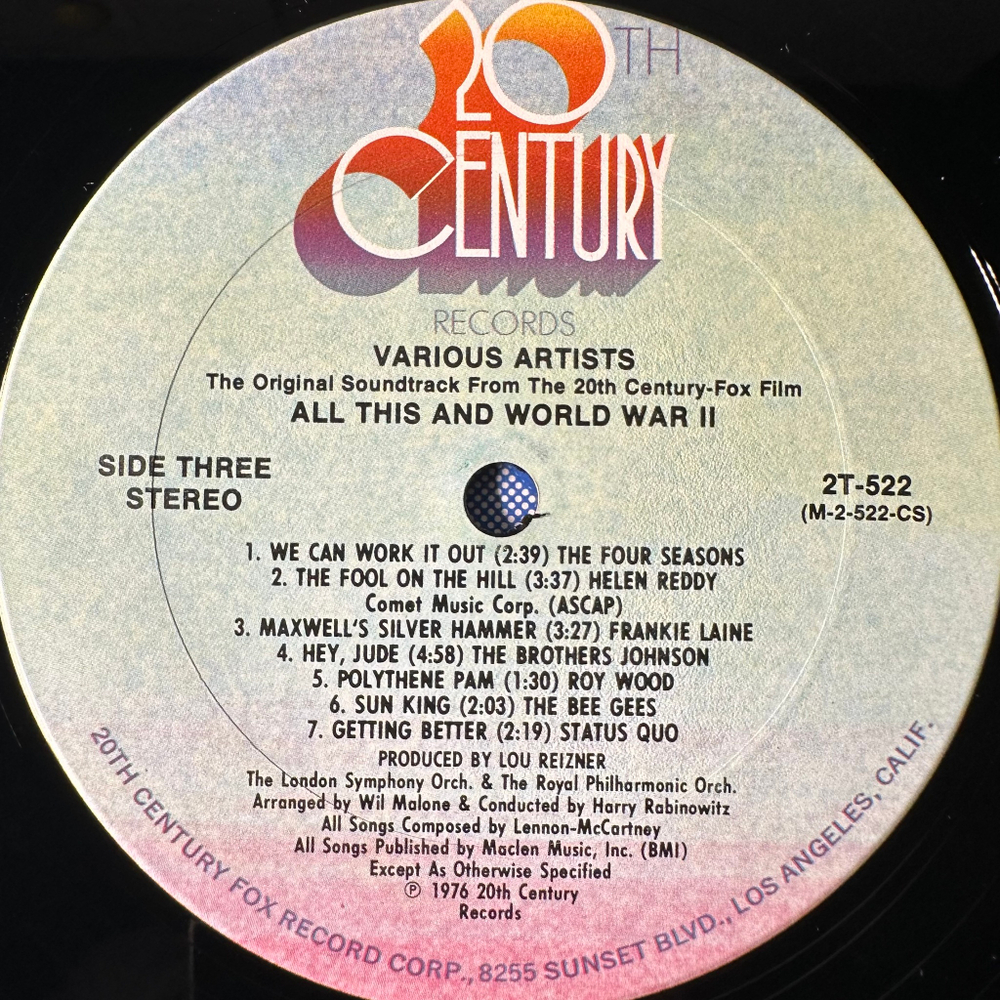 20TH
CENTURY
RECORDS
VARIOUS ARTISTS
The Original Soundtrack From The 20th Century-Fox Film
ALL THIS AND WORLD WAR II
SIDE THREE
STEREO
2T-522
(M-2-522-CS)
1. WE CAN WORK IT OUT (2:39) THE FOUR SEASONS
2. THE FOOL ON THE HILL (3:37) HELEN REDDY
Comet Music Corp. (ASCAP)
3. MAXWELL'S SILVER HAMMER (3:27) FRANKIE LAINE
4. HEY, JUDE (4:58) THE BROTHERS JOHNSON
5. POLYTHENE PAM (1:30) ROY WOOD
6. SUN KING (2:03) THE BEE GEES
7. GETTING BETTER (2:19) STATUS QUO
PRODUCED BY LOU REIZNER
The London Symphony Orch. & The Royal Philharmonic Orch.
Arranged by Wil Malone & Conducted by Harry Rabinowitz
All Songs Composed by Lennon-McCartney
All Songs Published by Maclen Music, Inc. (BMI)
Except As Otherwise Specified
℗ 1976 20th Century
Records
20TH CENTURY FOX RECORD CORP., 8255 SUNSET BLVD., LOS ANGELES, CALIF.